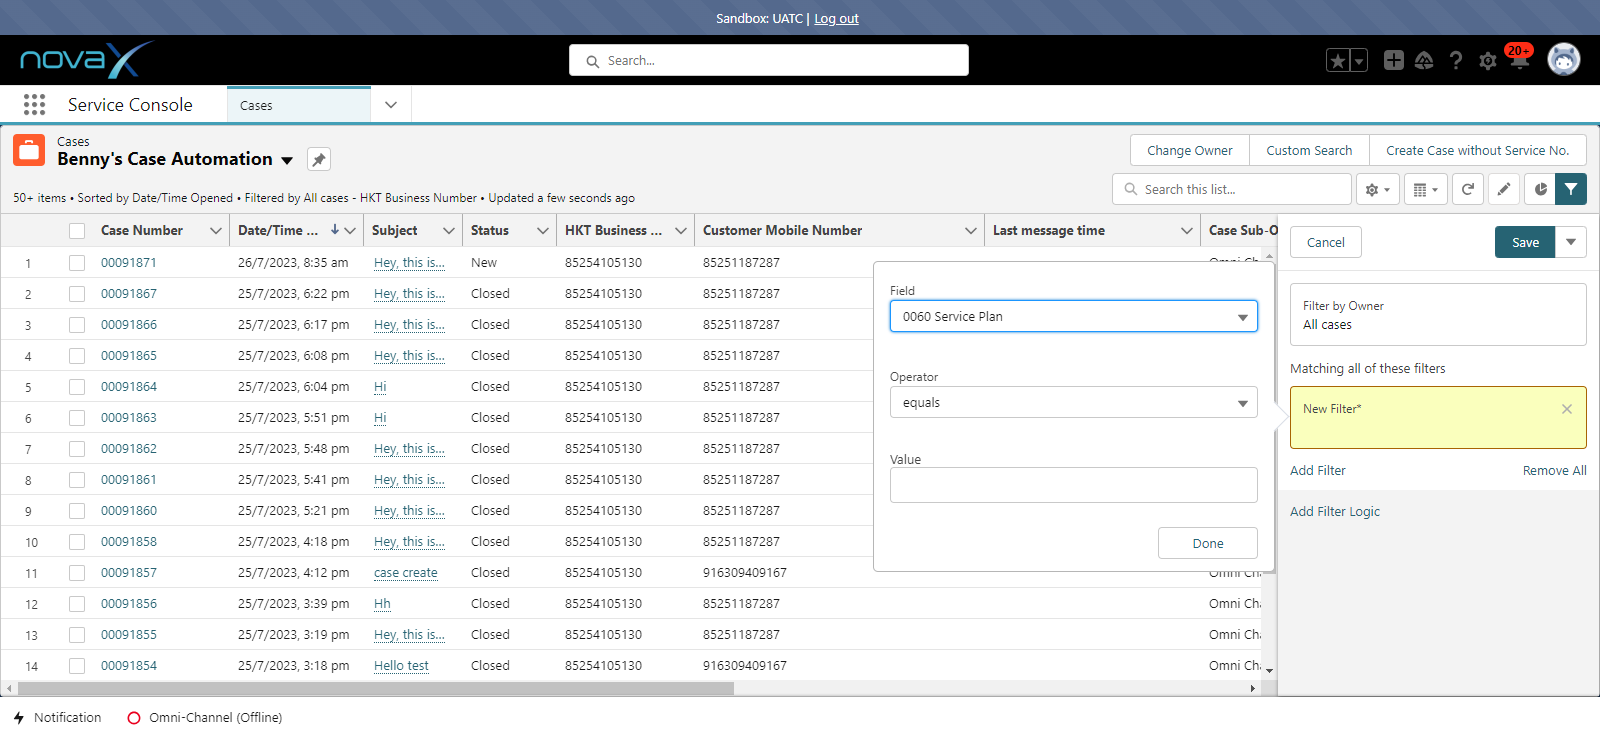 Sandbox: UATC | Log out
novaX
Search...
20+
Service Console
Cases
Cases
Benny's Case Automation
Change Owner
Custom Search
Create Case without Service No.
50+ items • Sorted by Date/Time Opened • Filtered by All cases - HKT Business Number • Updated a few seconds ago
Search this list...
Case Number Date/Time ... Subject Status HKT Business ... Customer Mobile Number Last message time Case Sub-O
1 00091871 26/7/2023, 8:35 am Hey, this is... New 85254105130 85251187287 Omni Ch
2 00091867 25/7/2023, 6:22 pm Hey, this is... Closed 85254105130 85251187287
3 00091866 25/7/2023, 6:17 pm Hey, this is... Closed 85254105130 85251187287
4 00091865 25/7/2023, 6:08 pm Hey, this is... Closed 85254105130 85251187287
5 00091864 25/7/2023, 6:04 pm Hi Closed 85254105130 85251187287
6 00091863 25/7/2023, 5:51 pm Hi Closed 85254105130 85251187287
7 00091862 25/7/2023, 5:48 pm Hey, this is... Closed 85254105130 85251187287
8 00091861 25/7/2023, 5:41 pm Hey, this is... Closed 85254105130 85251187287
9 00091860 25/7/2023, 5:21 pm Hey, this is... Closed 85254105130 85251187287
10 00091858 25/7/2023, 4:18 pm Hey, this is... Closed 85254105130 85251187287
11 00091857 25/7/2023, 4:12 pm case create Closed 85254105130 916309409167 Omni Cha
12 00091856 25/7/2023, 3:39 pm Hh Closed 85254105130 85251187287 Omni Cha
13 00091855 25/7/2023, 3:19 pm Hey, this is... Closed 85254105130 85251187287 Omni Cha
14 00091854 25/7/2023, 3:18 pm Hello test Closed 85254105130 916309409167 Omni Cha
Field
0060 Service Plan
Operator
equals
Value
Done
Cancel
Save
Filter by Owner
All cases
Matching all of these filters
New Filter*
Add Filter
Remove All
Add Filter Logic
Notification
Omni-Channel (Offline)